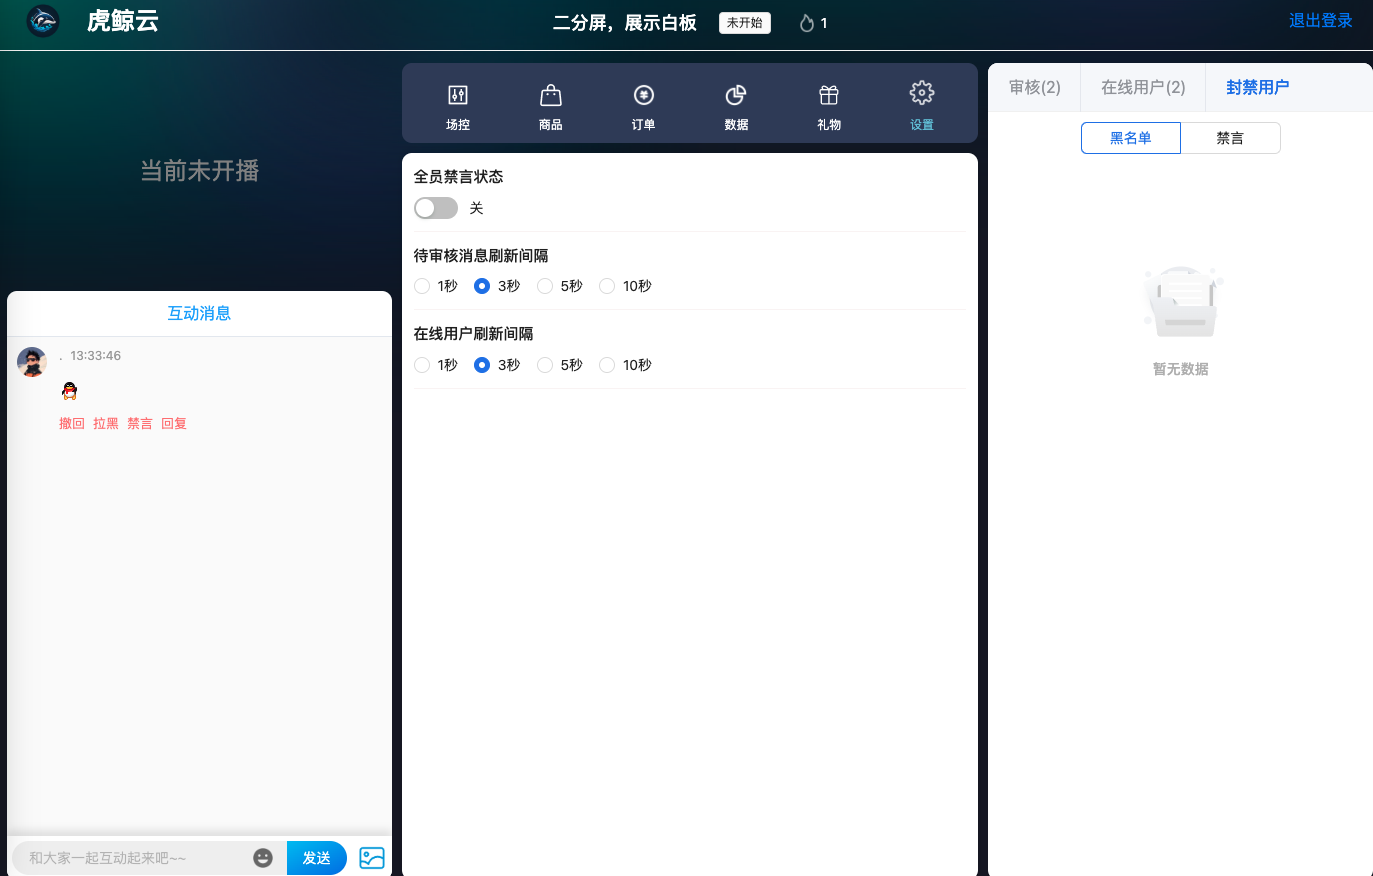 虎鲸云
二分屏，展示白板
未开始
1
退出登录
当前未开播
互动消息
. 13:33:46
撤回 拉黑 禁言 回复
和大家一起互动起来吧~~
发送
场控
商品
订单
数据
礼物
设置
全员禁言状态
关
待审核消息刷新间隔
1秒 3秒 5秒 10秒
在线用户刷新间隔
1秒 3秒 5秒 10秒
审核(2)
在线用户(2)
封禁用户
黑名单
禁言
暂无数据